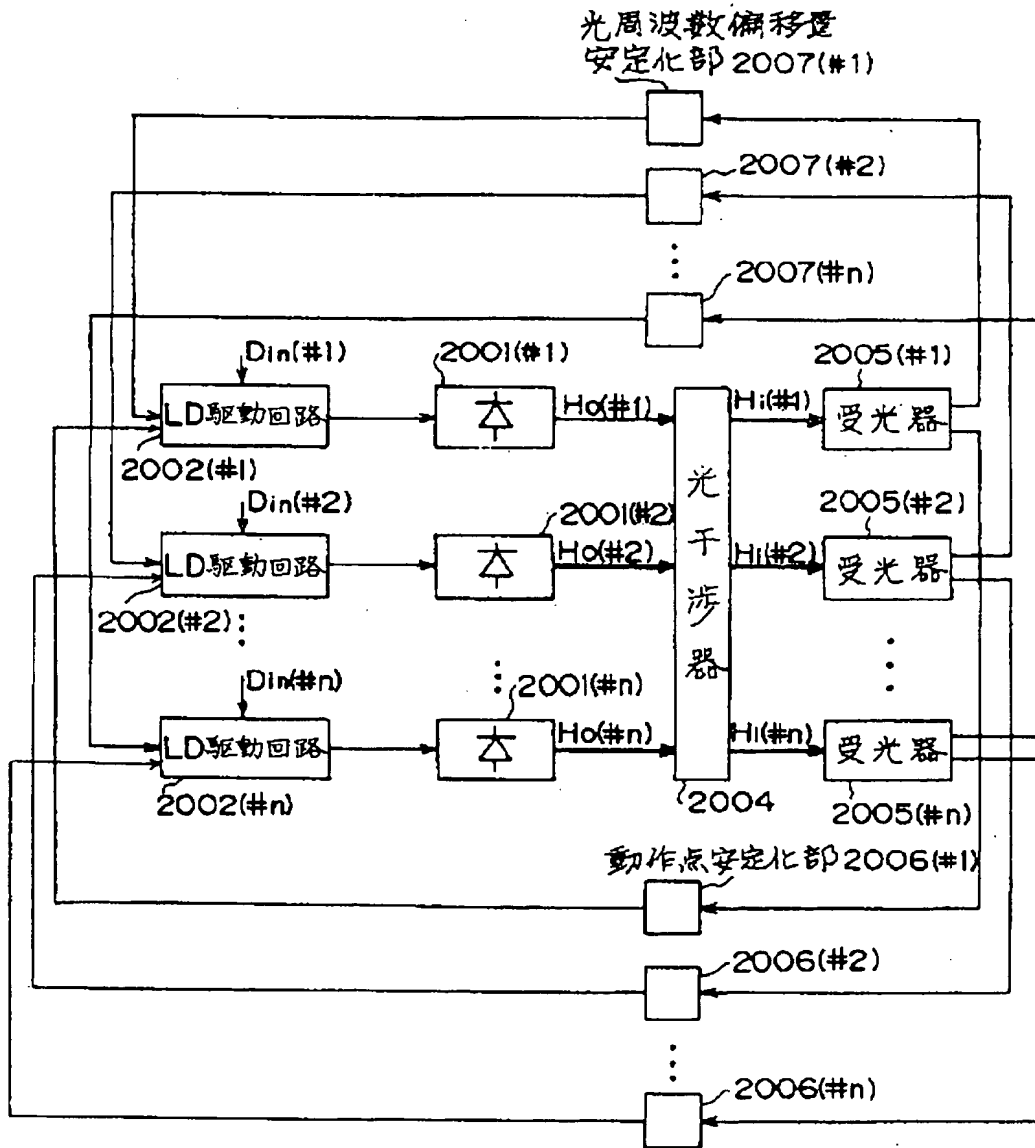 光周波数偏移量
安定化部 2007(#1)
2007(#2)
2007(#n)
Din(#1)
2001(#1)
2005(#1)
LD駆動回路
Ho(#1)
Hi(#1)
受光器
2002(#1)
Din(#2)
2001(#2)
2005(#2)
LD駆動回路
Ho(#2)
光干渉器
Hi(#2)
受光器
2002(#2)
Din(#n)
2001(#n)
LD駆動回路
Ho(#n)
Hi(#n)
受光器
2002(#n)
2004
2005(#n)
動作点安定化部 2006(#1)
2006(#2)
2006(#n)